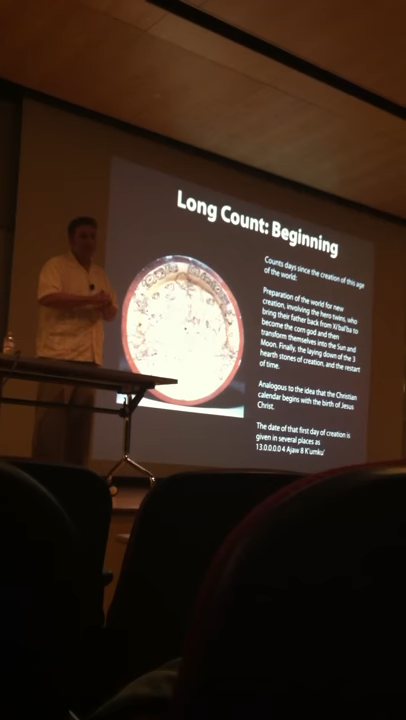 Long Count: Beginning
Counts days since the creation of this age
of the world:
Preparation of the world for new
creation, involving the hero twins, who
bring their father back from Xi'bal'ba to
become the corn god and then
transform themselves into the Sun and
Moon. Finally, the laying down of the 3
hearth stones of creation, and the restart
of time.
Analogous to the idea that the Christian
calendar begins with the birth of Jesus
Christ.
The date of that first day of creation is
given in several places as
13.0.0.0.0 4 Ajaw 8 K'umku'